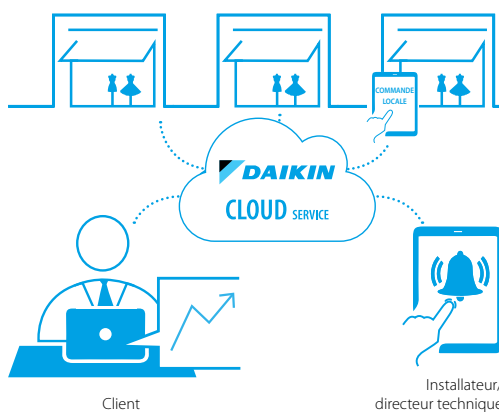 COMMANDE
LOCALE
DAIKIN
CLOUD SERVICE
Client
Installateur/
directeur technique